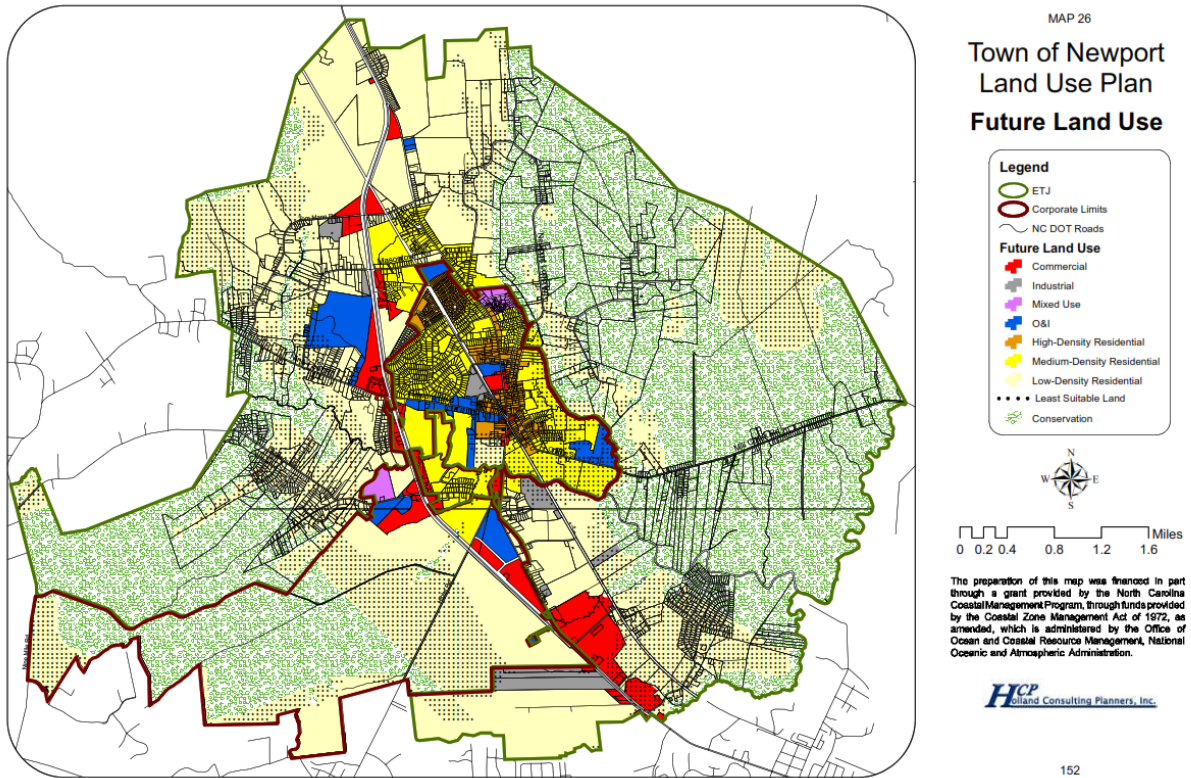 MAP 26
Town of Newport
Land Use Plan
Future Land Use
Legend
ETJ
Corporate Limits
NC DOT Roads
Future Land Use
Commercial
Industrial
Mixed Use
O&I
High-Density Residential
Medium-Density Residential
Low-Density Residential
Least Suitable Land
Conservation
N
W E
S
Miles
0 0.2 0.4 0.8 1.2 1.6
The preparation of this map was financed in part
through a grant provided by the North Carolina
Coastal Management Program, through funds provided
by the Coastal Zone Management Act of 1972, as
amended, which is administered by the Office of
Ocean and Coastal Resource Management, National
Oceanic and Atmospheric Administration.
HCP
Holland Consulting Planners, Inc.
152